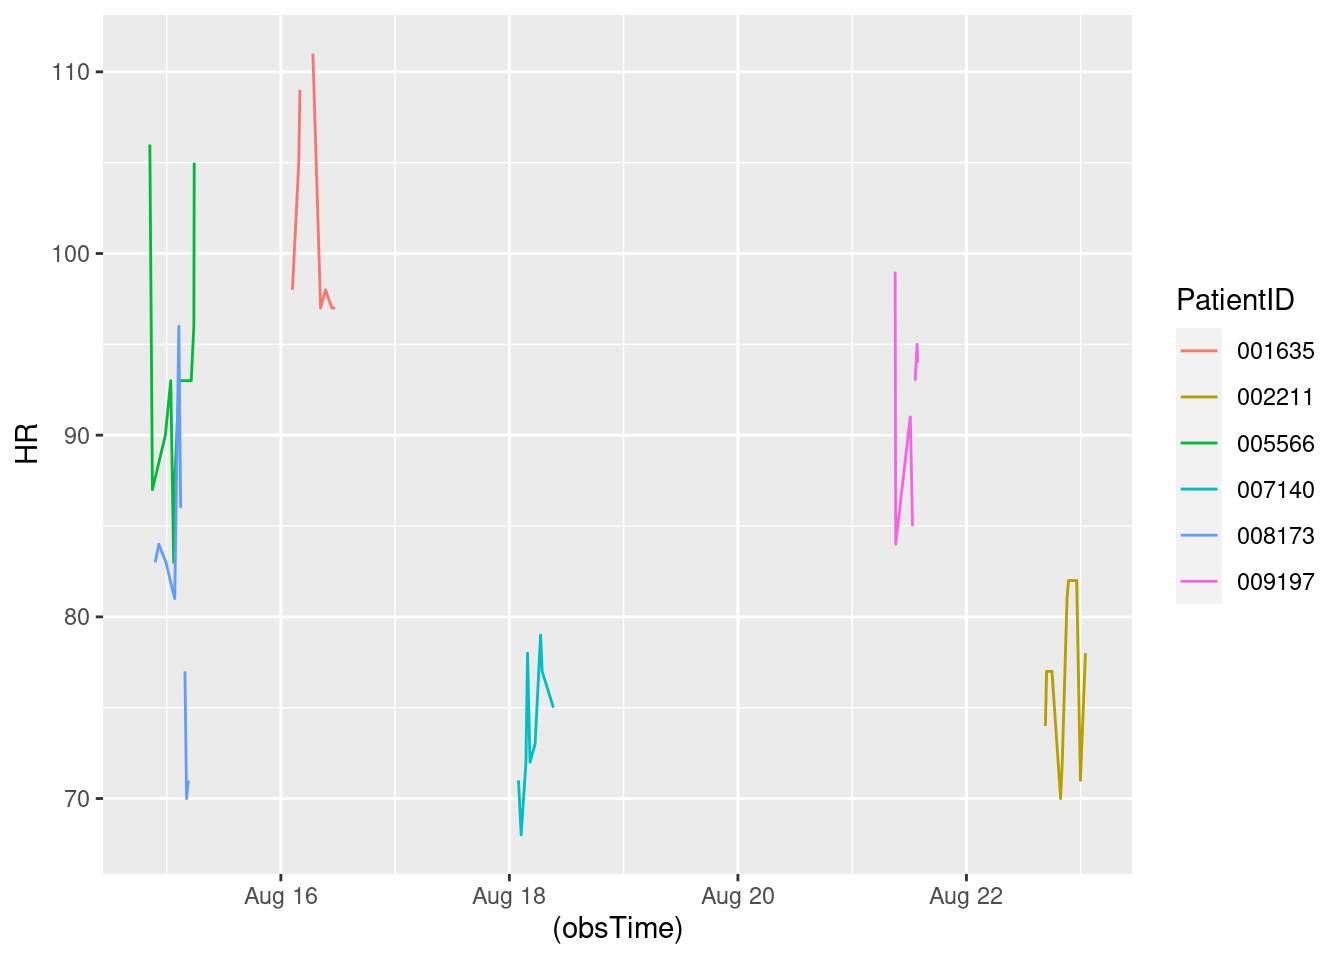 110
100
90
80
70
HR
Aug 16
Aug 18
Aug 20
Aug 22
(obsTime)
PatientID
001635
002211
005566
007140
008173
009197